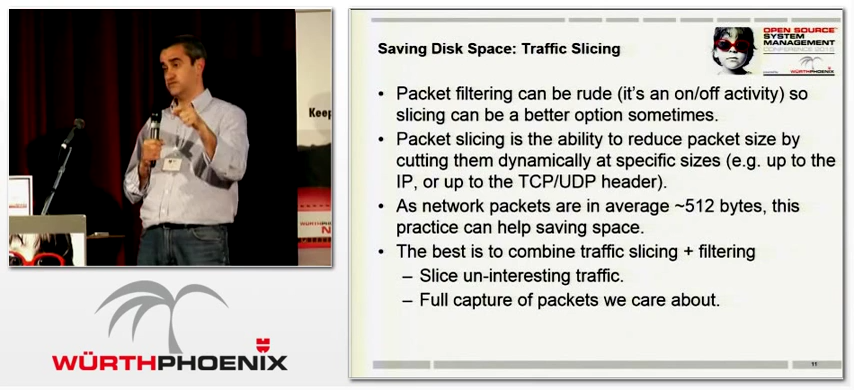 Keep
Saving Disk Space: Traffic Slicing
OPEN SOURCE
SYSTEM
MANAGEMENT
CONFERENCE 2015
WÜRTHPHOENIX
• Packet filtering can be rude (it's an on/off activity) so
slicing can be a better option sometimes.
• Packet slicing is the ability to reduce packet size by
cutting them dynamically at specific sizes (e.g. up to the
IP, or up to the TCP/UDP header).
• As network packets are in average ~512 bytes, this
practice can help saving space.
• The best is to combine traffic slicing + filtering
– Slice un-interesting traffic.
– Full capture of packets we care about.
11
WÜRTHPHOENIX